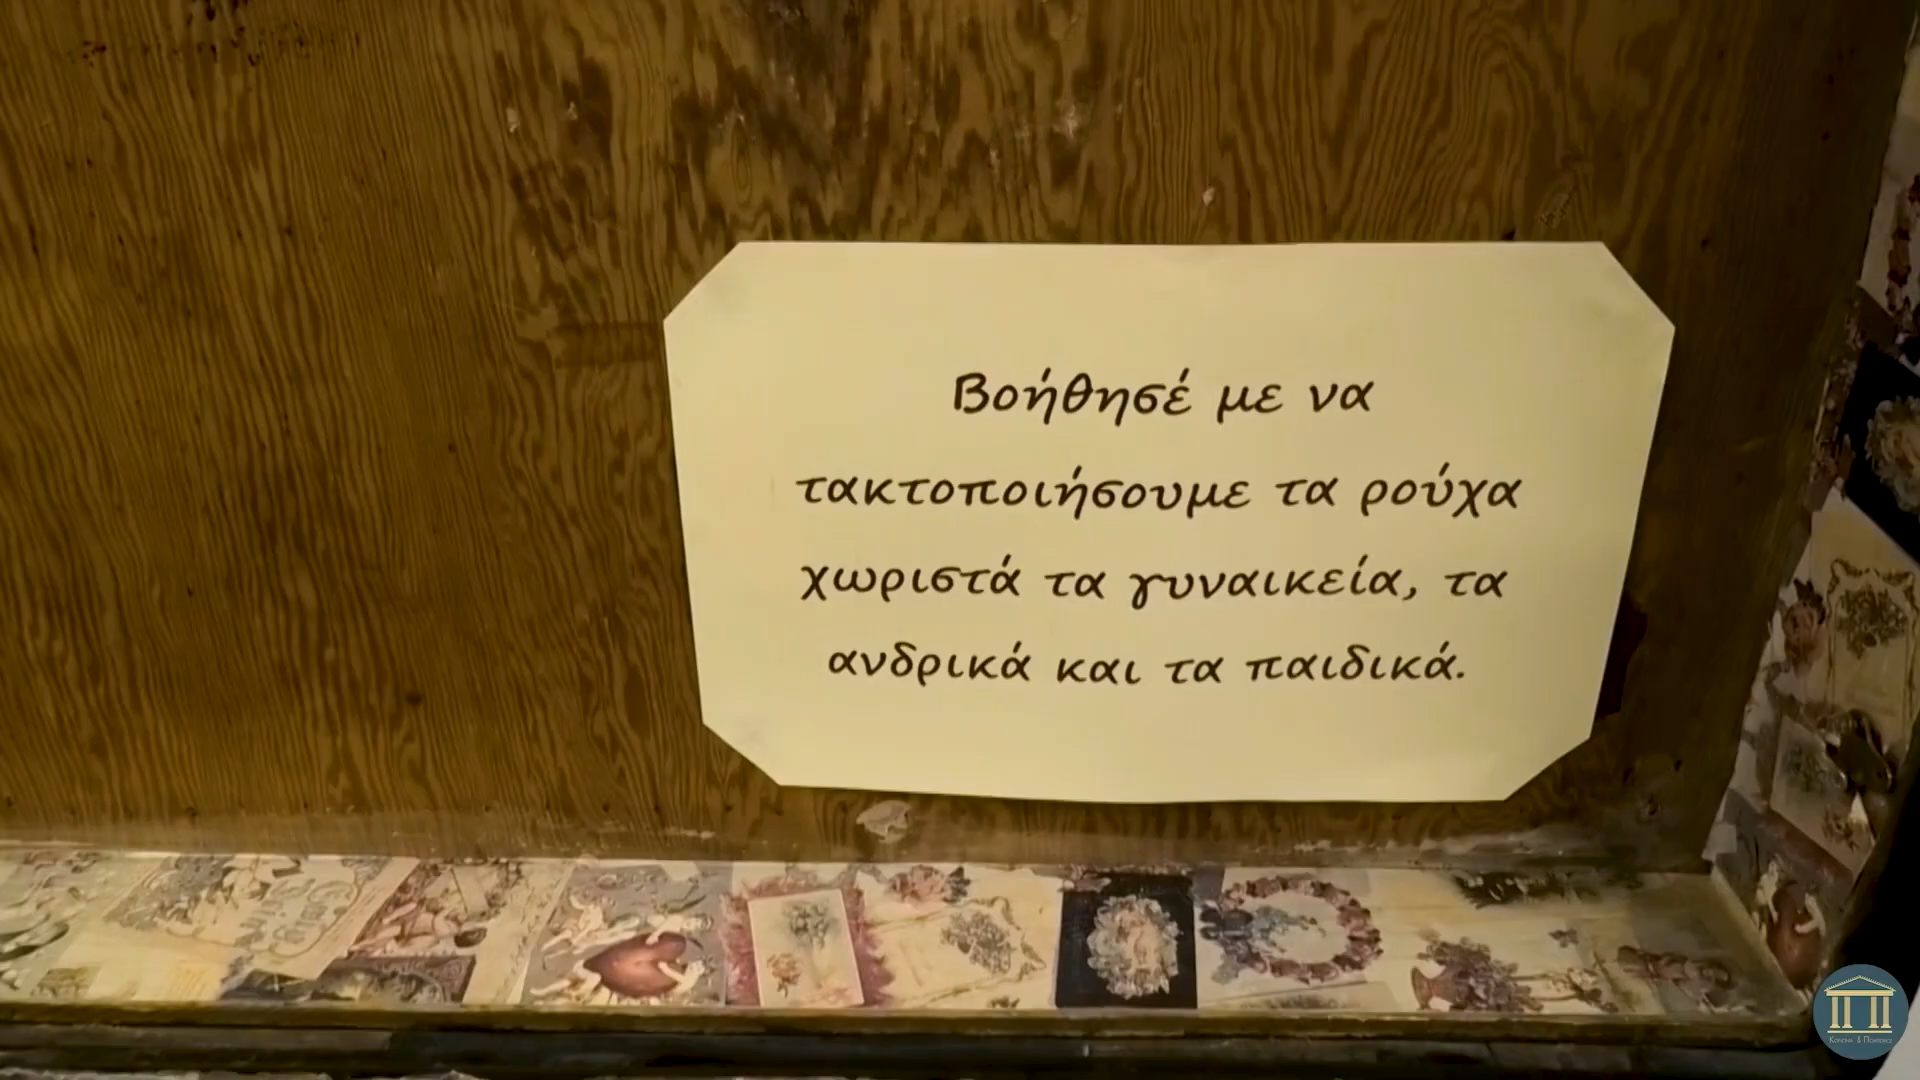 Βοήθησέ με να
τακτοποιήσουμε τα ρούχα
χωριστά τα γυναικεία, τα
ανδρικά και τα παιδικά.